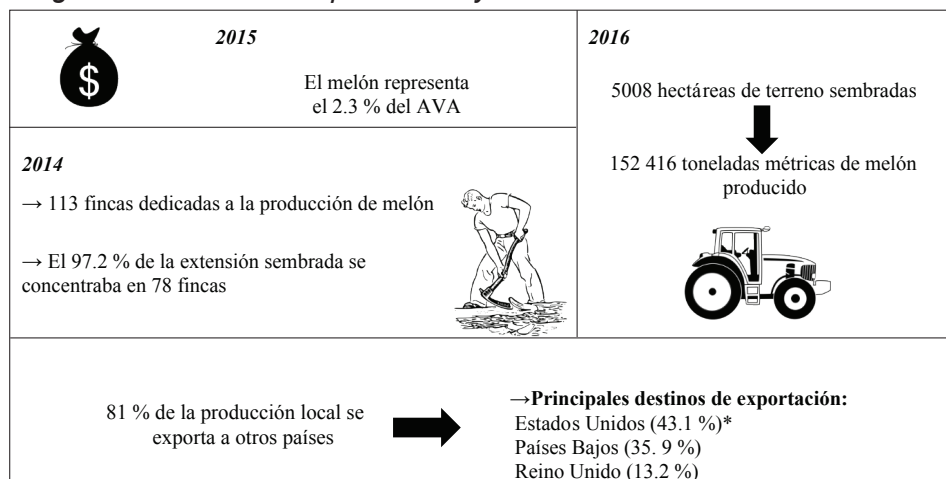 $
2015
El melón representa
el 2.3 % del AVA
2014
→ 113 fincas dedicadas a la producción de melón
→ El 97.2 % de la extensión sembrada se
concentraba en 78 fincas
2016
5008 hectáreas de terreno sembradas
152 416 toneladas métricas de melón
producido
81 % de la producción local se
exporta a otros países
→Principales destinos de exportación:
Estados Unidos (43.1 %)*
Países Bajos (35. 9 %)
Reino Unido (13.2 %)